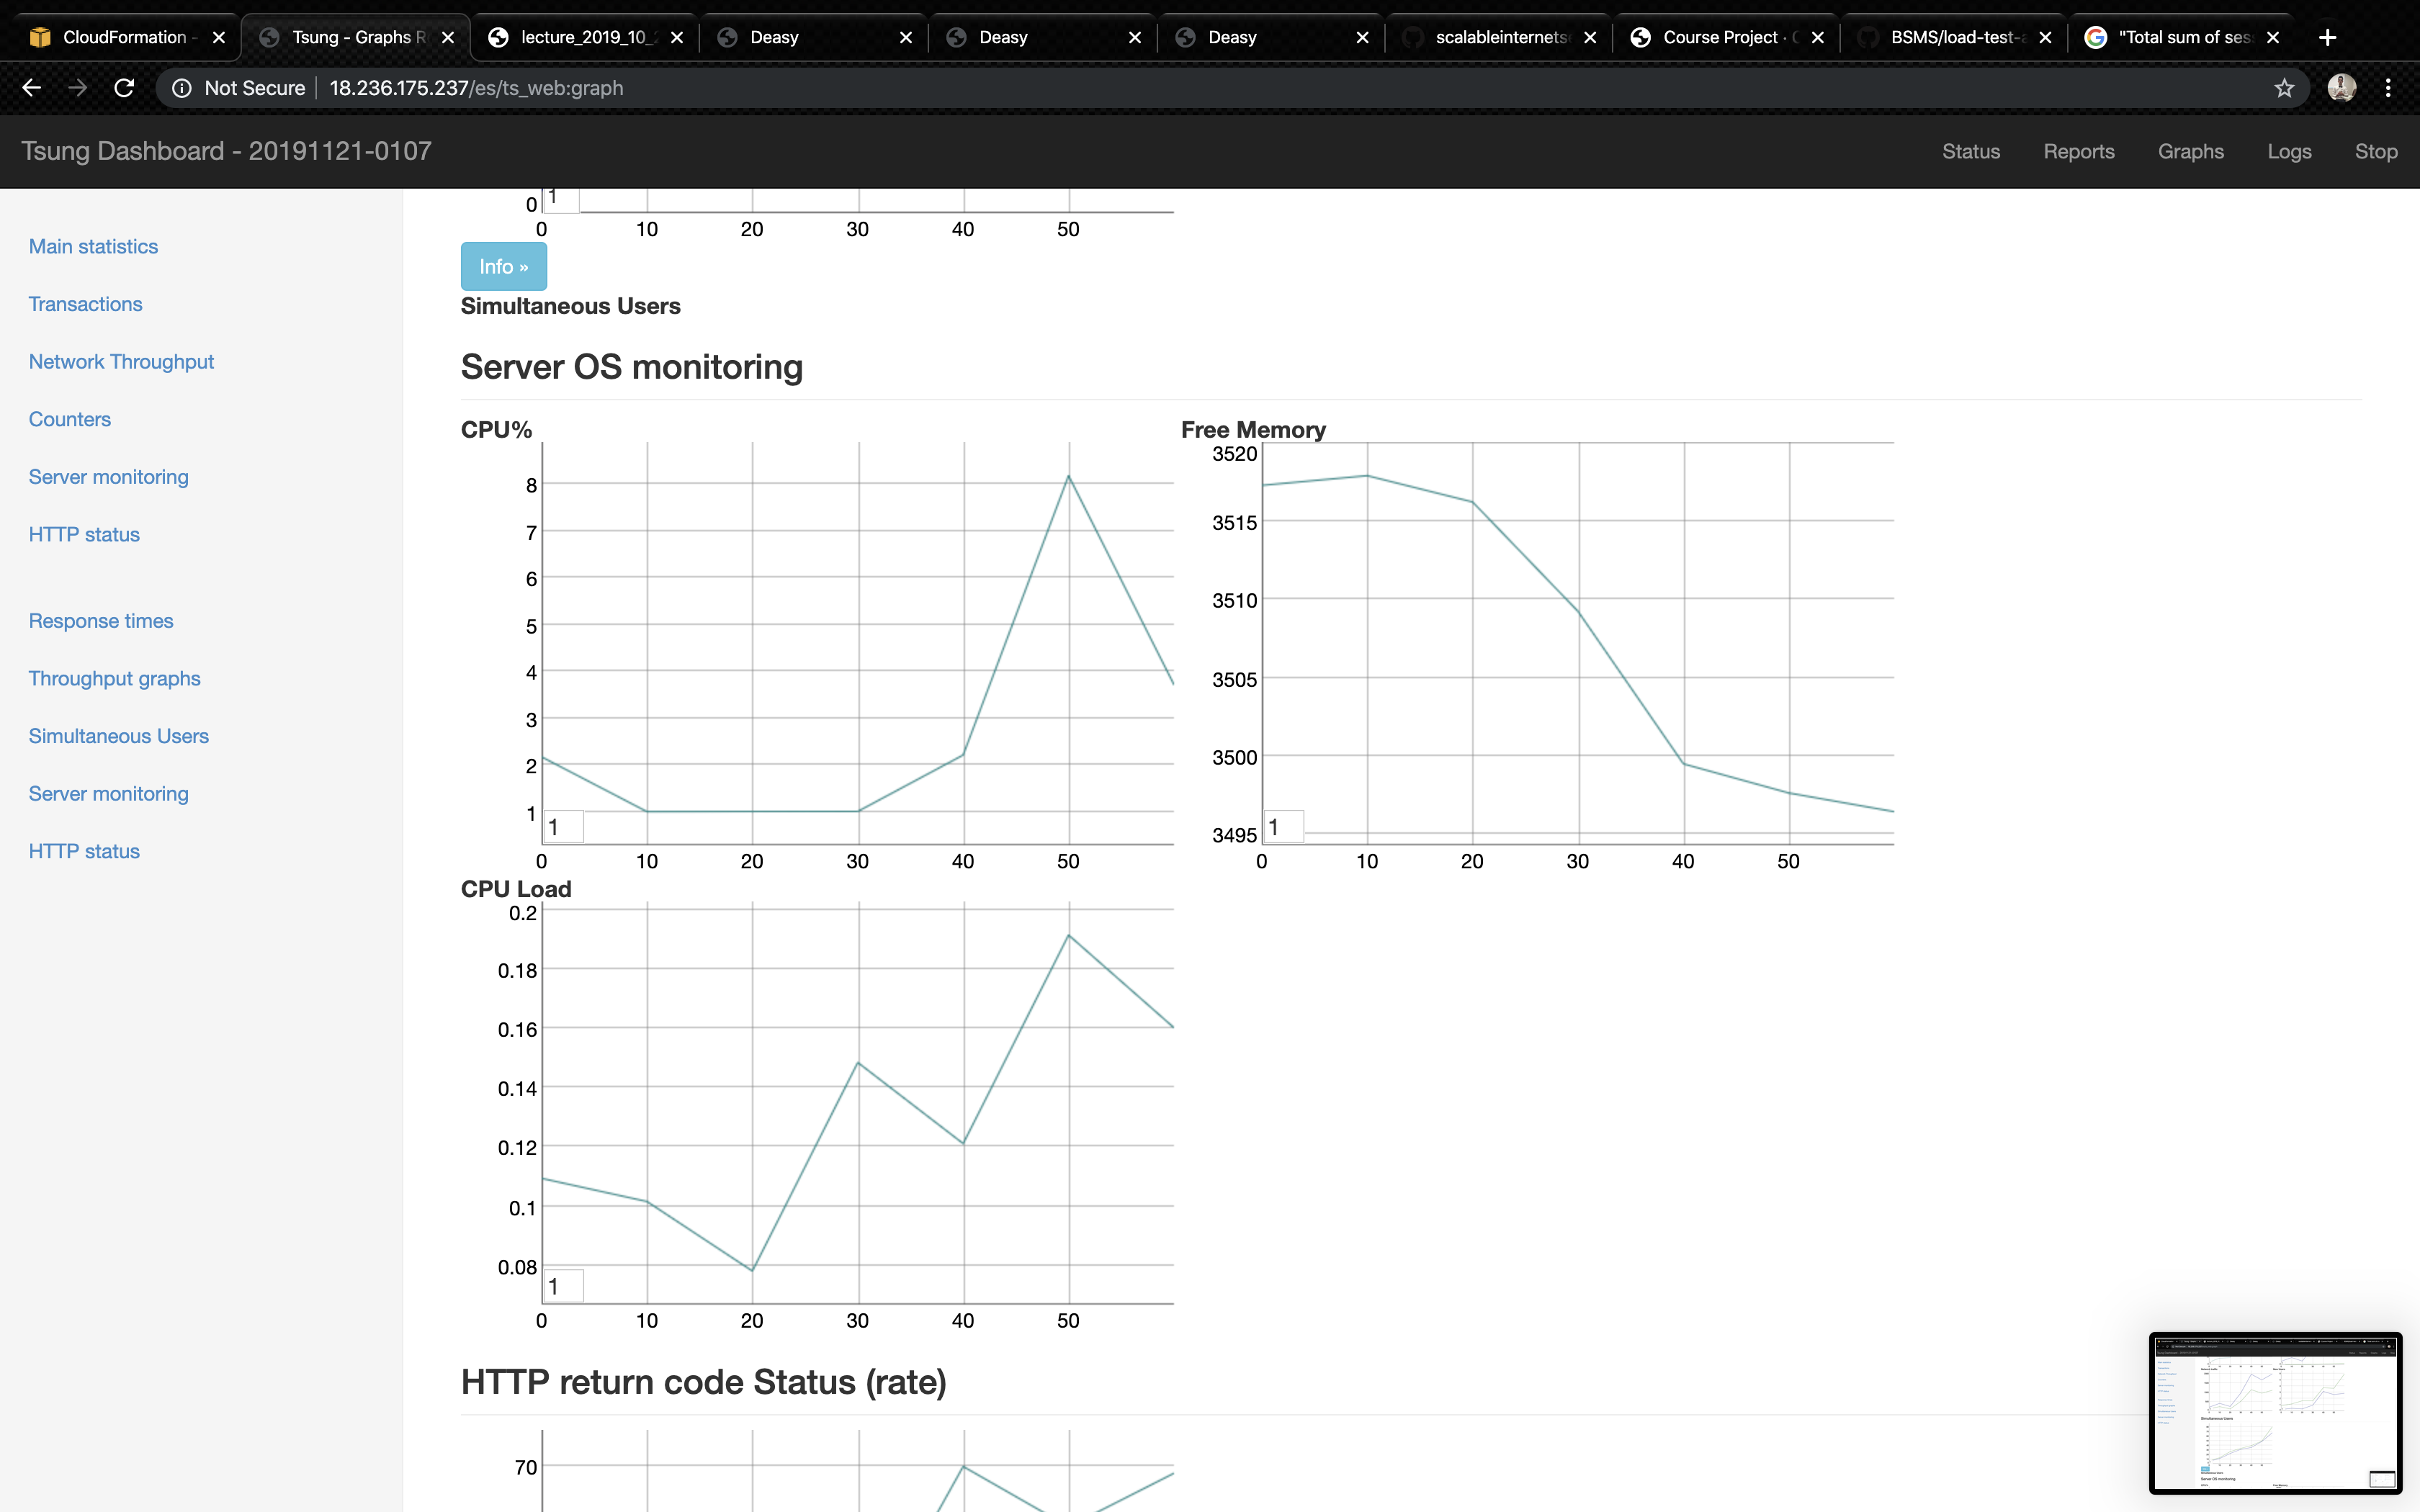 CloudFormation -
Tsung - Graphs R
lecture_2019_10_
Deasy
Deasy
Deasy
scalableinternets
Course Project · 
BSMS/load-test-
"Total sum of ses
Not Secure
18.236.175.237/es/ts_web:graph
Tsung Dashboard - 20191121-0107
Status
Reports
Graphs
Logs
Stop
Main statistics
Transactions
Network Throughput
Counters
Server monitoring
HTTP status
Response times
Throughput graphs
Simultaneous Users
Server monitoring
HTTP status
0
1
0 10 20 30 40 50
Info »
Simultaneous Users
Server OS monitoring
CPU%
8
7
6
5
4
3
2
1
1
0 10 20 30 40 50
Free Memory
3520
3515
3510
3505
3500
3495
1
0 10 20 30 40 50
CPU Load
0.2
0.18
0.16
0.14
0.12
0.1
0.08
1
0 10 20 30 40 50
HTTP return code Status (rate)
70